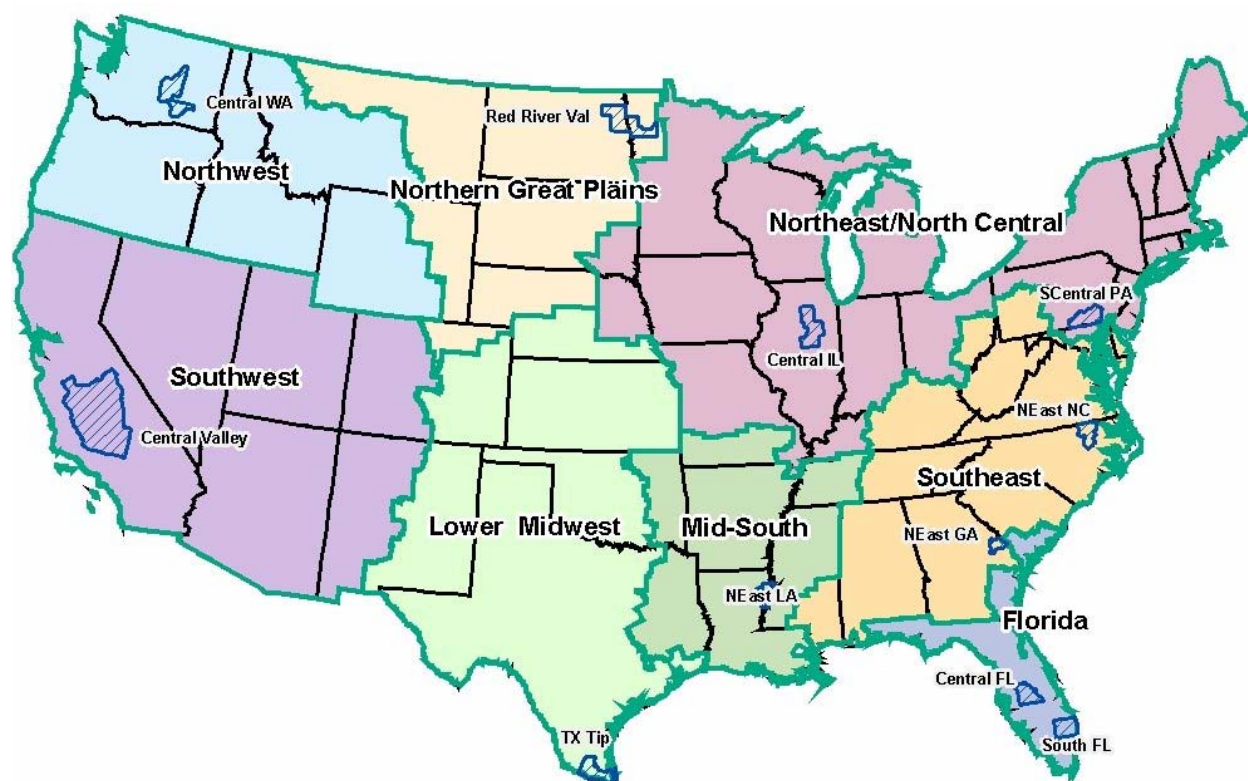 Central WA
Red River Val
Northwest
Northern Great Plains
Northeast/North Central
SCentral PA
Central IL
Southwest
NEast NC
Central Valley
Southeast
Lower Midwest
Mid-South
NEast GA
NEast LA
Florida
Central FL
TX Tip
South FL